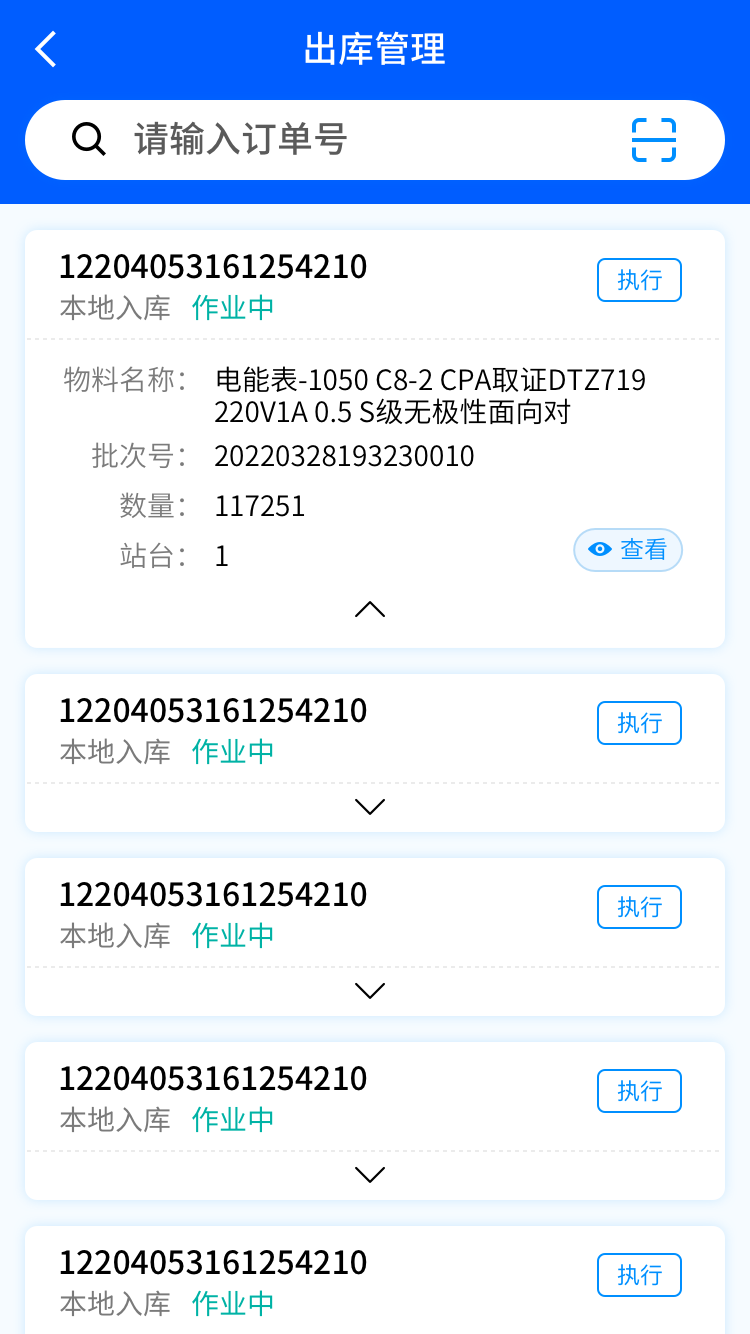 出库管理
请输入订单号
12204053161254210
执行
本地入库 作业中
物料名称： 电能表-1050 C8-2 CPA取证DTZ719
220V1A 0.5 S级无极性面向对
批次号： 20220328193230010
数量： 117251
站台： 1
查看
12204053161254210
执行
本地入库 作业中
12204053161254210
执行
本地入库 作业中
12204053161254210
执行
本地入库 作业中
12204053161254210
执行
本地入库 作业中